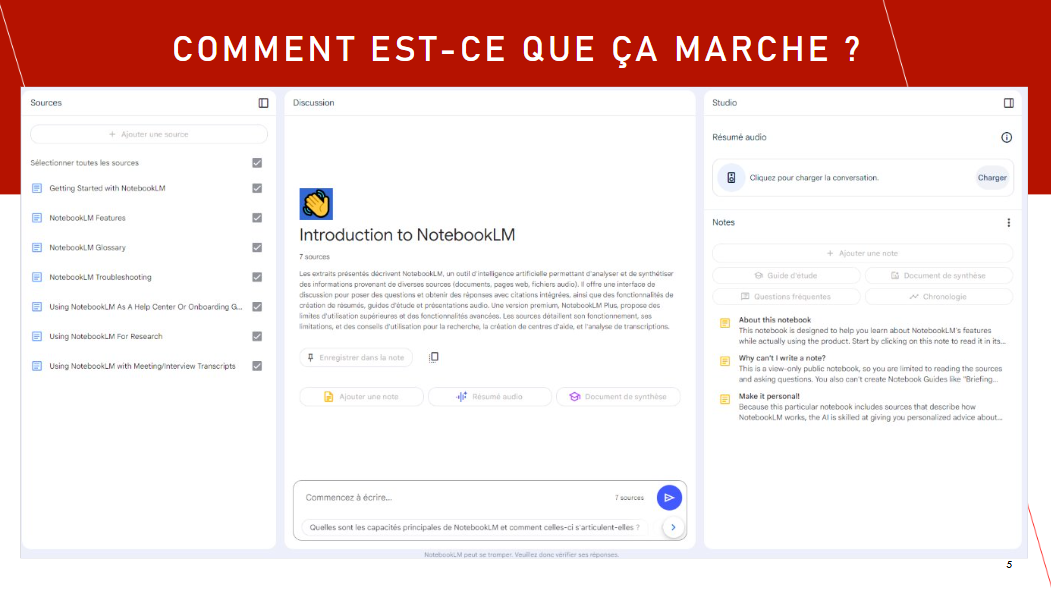 COMMENT EST-CE QUE ÇA MARCHE ?
Sources
+ Ajouter une source
Sélectionner toutes les sources
Getting Started with NotebookLM
NotebookLM Features
NotebookLM Glossary
NotebookLM Troubleshooting
Using NotebookLM As A Help Center Or Onboarding G...
Using NotebookLM For Research
Using NotebookLM with Meeting/Interview Transcripts
Discussion
Introduction to NotebookLM
7 sources
Les extraits présentés décrivent NotebookLM, un outil d'intelligence artificielle permettant d'analyser et de synthétiser
des informations provenant de diverses sources (documents, pages web, fichiers audio). Il offre une interface de
discussion pour poser des questions et obtenir des réponses avec citations intégrées, ainsi que des fonctionnalités de
création de résumés, guides d'étude et présentations audio. Une version premium, NotebookLM Plus, propose des
limites d'utilisation supérieures et des fonctionnalités avancées. Les sources détaillent son fonctionnement, ses
limitations, et des conseils d'utilisation pour la recherche, la création de centres d'aide, et l'analyse de transcriptions.
Enregistrer dans la note
Ajouter une note
Résumé audio
Document de synthèse
Commencez à écrire...
7 sources
Quelles sont les capacités principales de NotebookLM et comment celles-ci s'articulent-elles ?
NotebookLM peut se tromper. Veuillez donc vérifier ses réponses.
Studio
Résumé audio
Cliquez pour charger la conversation.
Charger
Notes
+ Ajouter une note
Guide d'étude
Document de synthèse
Questions fréquentes
Chronologie
About this notebook
This notebook is designed to help you learn about NotebookLM's features
while actually using the product. Start by clicking on this note to read it in its...
Why can't I write a note?
This is a view-only public notebook, so you are limited to reading the sources
and asking questions. You also can't create Notebook Guides like "Briefing...
Make it personal!
Because this particular notebook includes sources that describe how
NotebookLM works, the AI is skilled at giving you personalized advice about...
5